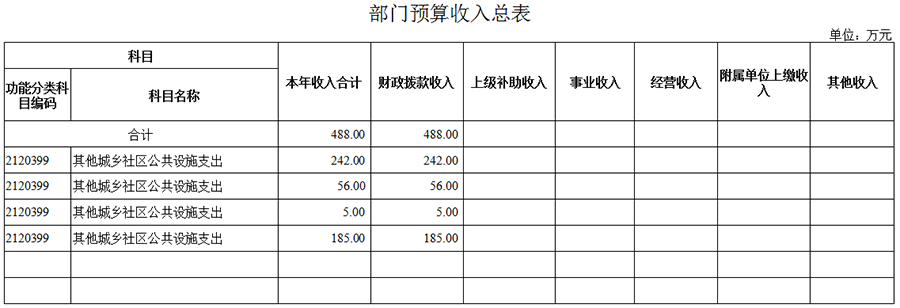 部门预算收入总表
单位：万元
科目 本年收入合计 财政拨款收入 上级补助收入 事业收入 经营收入 附属单位上缴收入 其他收入
功能分类科目编码 科目名称
合计 488.00 488.00
2120399 其他城乡社区公共设施支出 242.00 242.00
2120399 其他城乡社区公共设施支出 56.00 56.00
2120399 其他城乡社区公共设施支出 5.00 5.00
2120399 其他城乡社区公共设施支出 185.00 185.00